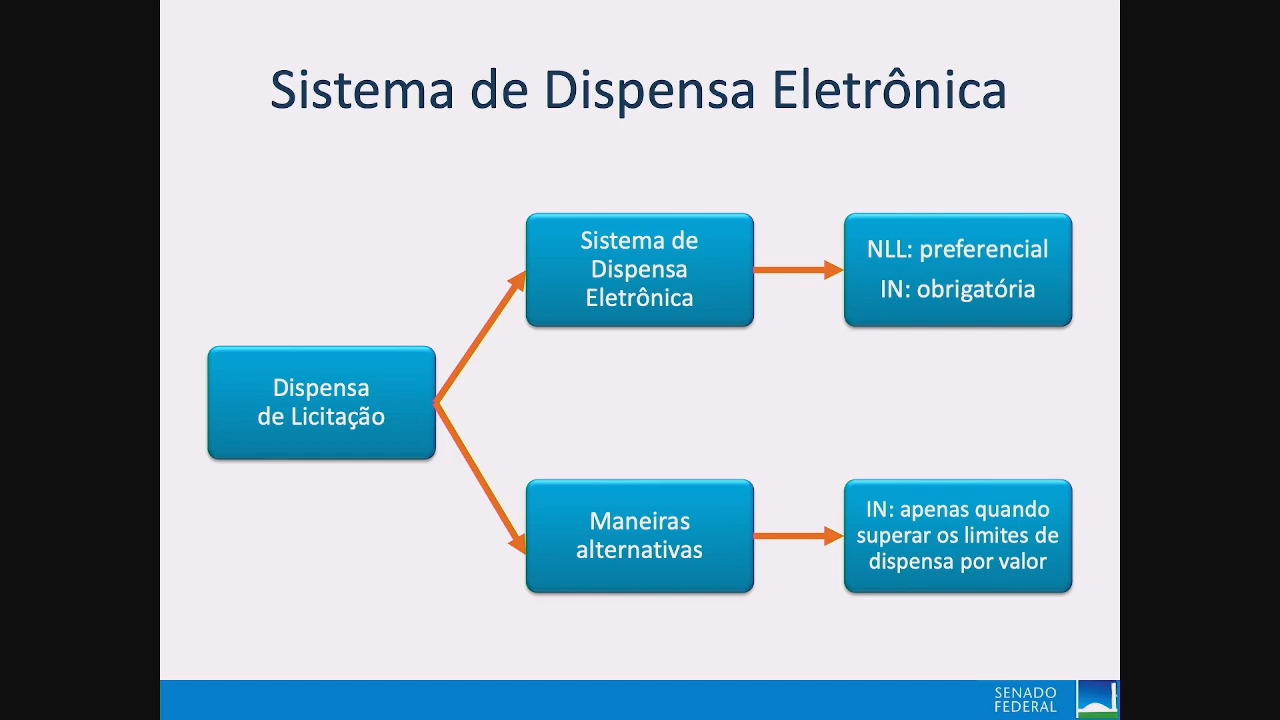 Sistema de Dispensa Eletrônica
Sistema de
Dispensa
Eletrônica
NLL: preferencial
IN: obrigatória
Dispensa
de Licitação
Maneiras
alternativas
IN: apenas quando
superar os limites de
dispensa por valor
SENADO
FEDERAL